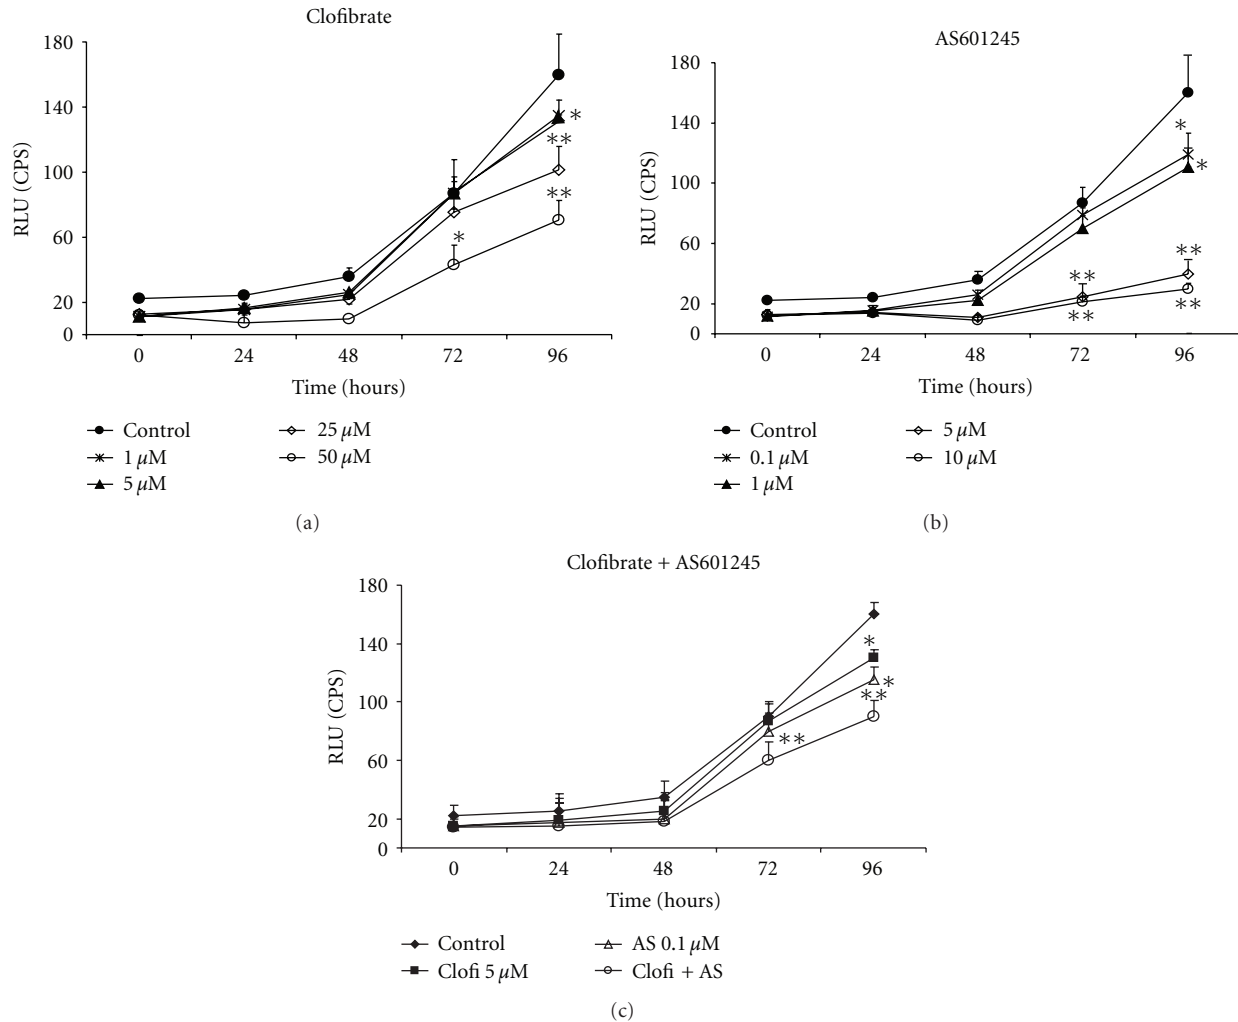 Clofibrate
180
140
100
60
20
0
RLU (CPS)
*
**
**
*
0 24 48 72 96
Time (hours)
Control
1 μM
5 μM
25 μM
50 μM
(a)
AS601245
180
140
100
60
20
0
RLU (CPS)
*
*
**
**
**
**
0 24 48 72 96
Time (hours)
Control
0.1 μM
1 μM
5 μM
10 μM
(b)
Clofibrate + AS601245
180
140
100
60
20
0
RLU (CPS)
*
*
**
**
0 24 48 72 96
Time (hours)
Control
Clofi 5 μM
AS 0.1 μM
Clofi + AS
(c)